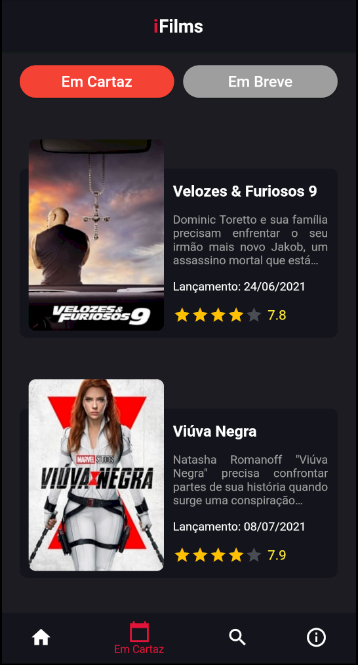 iFilms
Em Cartaz
Em Breve
VELOZES &
FURIOSOS 9
Velozes & Furiosos 9
Dominic Toretto e sua família
precisam enfrentar o seu
irmão mais novo Jakob, um
assassino mortal que está...
Lançamento: 24/06/2021
7.8
MARVEL STUDIOS
VIÚVA NEGRA
Viúva Negra
Natasha Romanoff "Viúva
Negra" precisa confrontar
partes de sua história quando
surge uma conspiração...
Lançamento: 08/07/2021
7.9
Em Cartaz